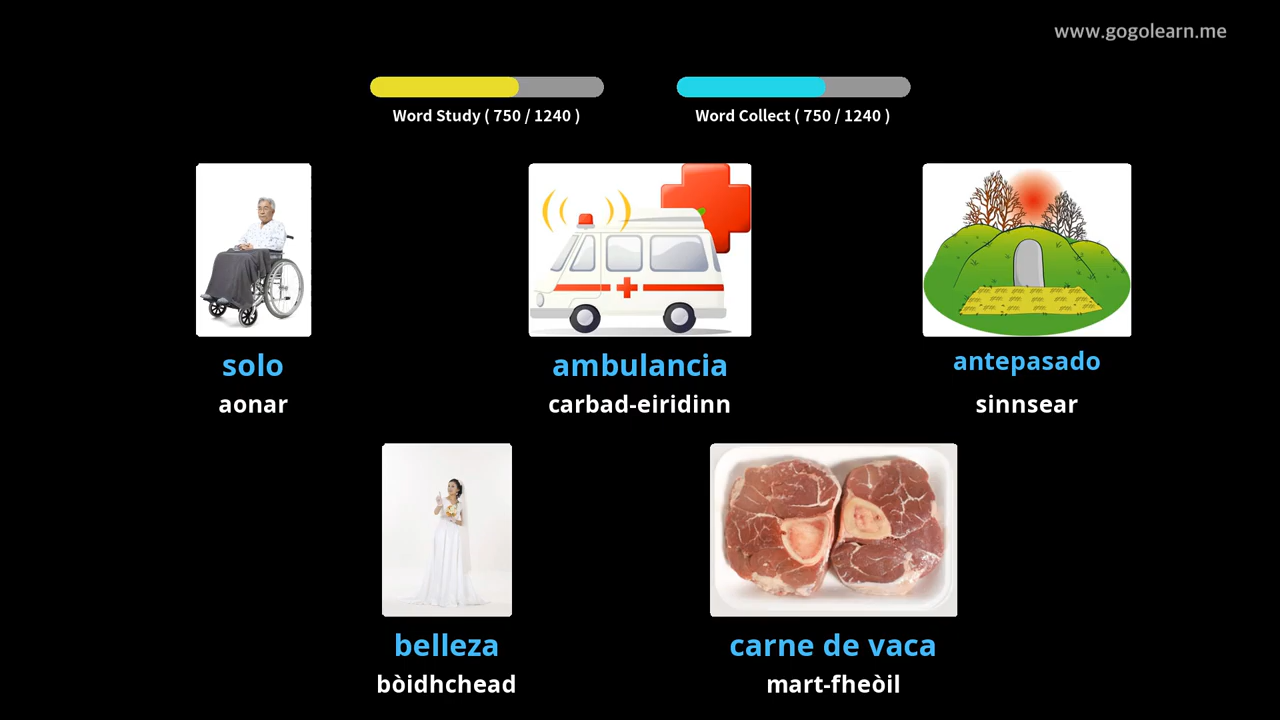 www.gogolearn.me
Word Study ( 750 / 1240 )
Word Collect ( 750 / 1240 )
solo
aonar
ambulancia
carbad-eiridinn
antepasado
sinnsear
belleza
bòidhchead
carne de vaca
mart-fheòil